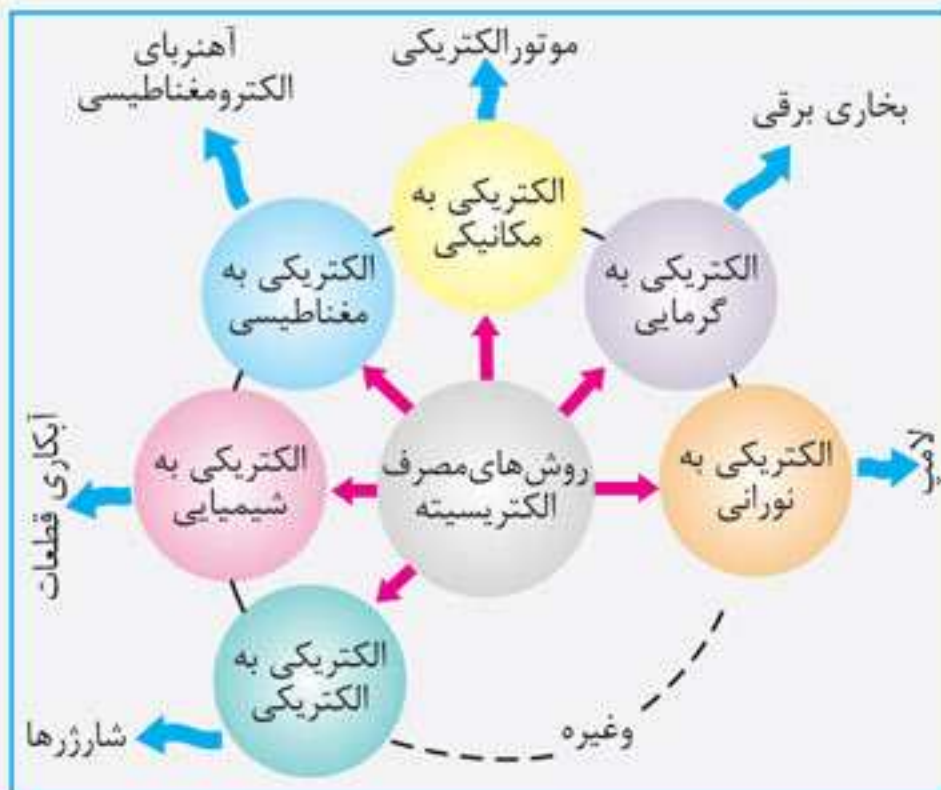 آهنربای
الکترومغناطیسی
موتورالکتریکی
بخاری برقی
الکتریکی به
مکانیکی
الکتریکی به
مغناطیسی
الکتریکی به
گرمایی
الکتریکی به
شیمیایی
روش‌های مصرف
الکتریسیته
الکتریکی به
نورانی
لامپ
آبکاری قطعات
الکتریکی به
الکتریکی
شارژرها
وغیره